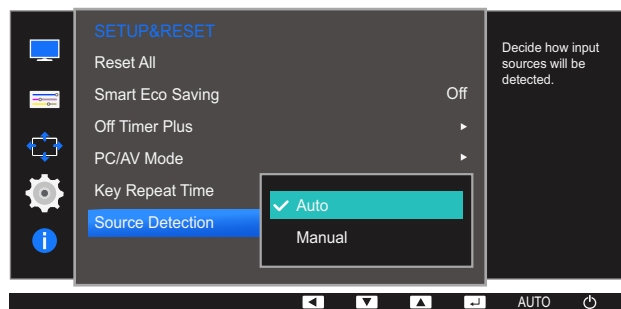 SETUP&RESET
Reset All
Smart Eco Saving Off
Off Timer Plus
PC/AV Mode
Key Repeat Time
Source Detection
Auto
Manual
Decide how input
sources will be
detected.
AUTO